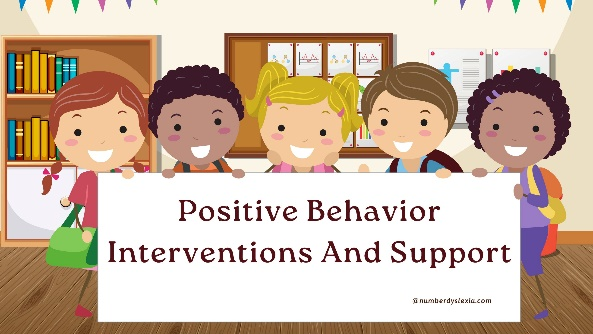 Positive Behavior
Interventions And Support
@numberdyslexia.com